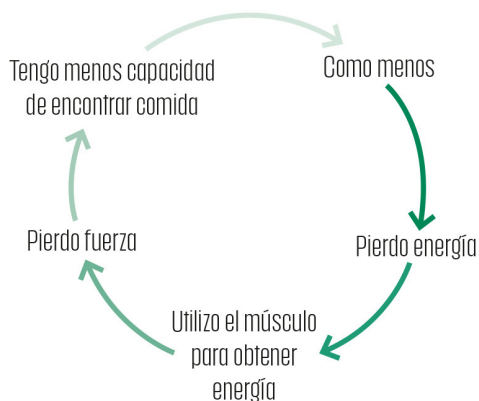 Tengo menos capacidad
de encontrar comida
Como menos
Pierdo energía
Utilizo el músculo
para obtener
energía
Pierdo fuerza